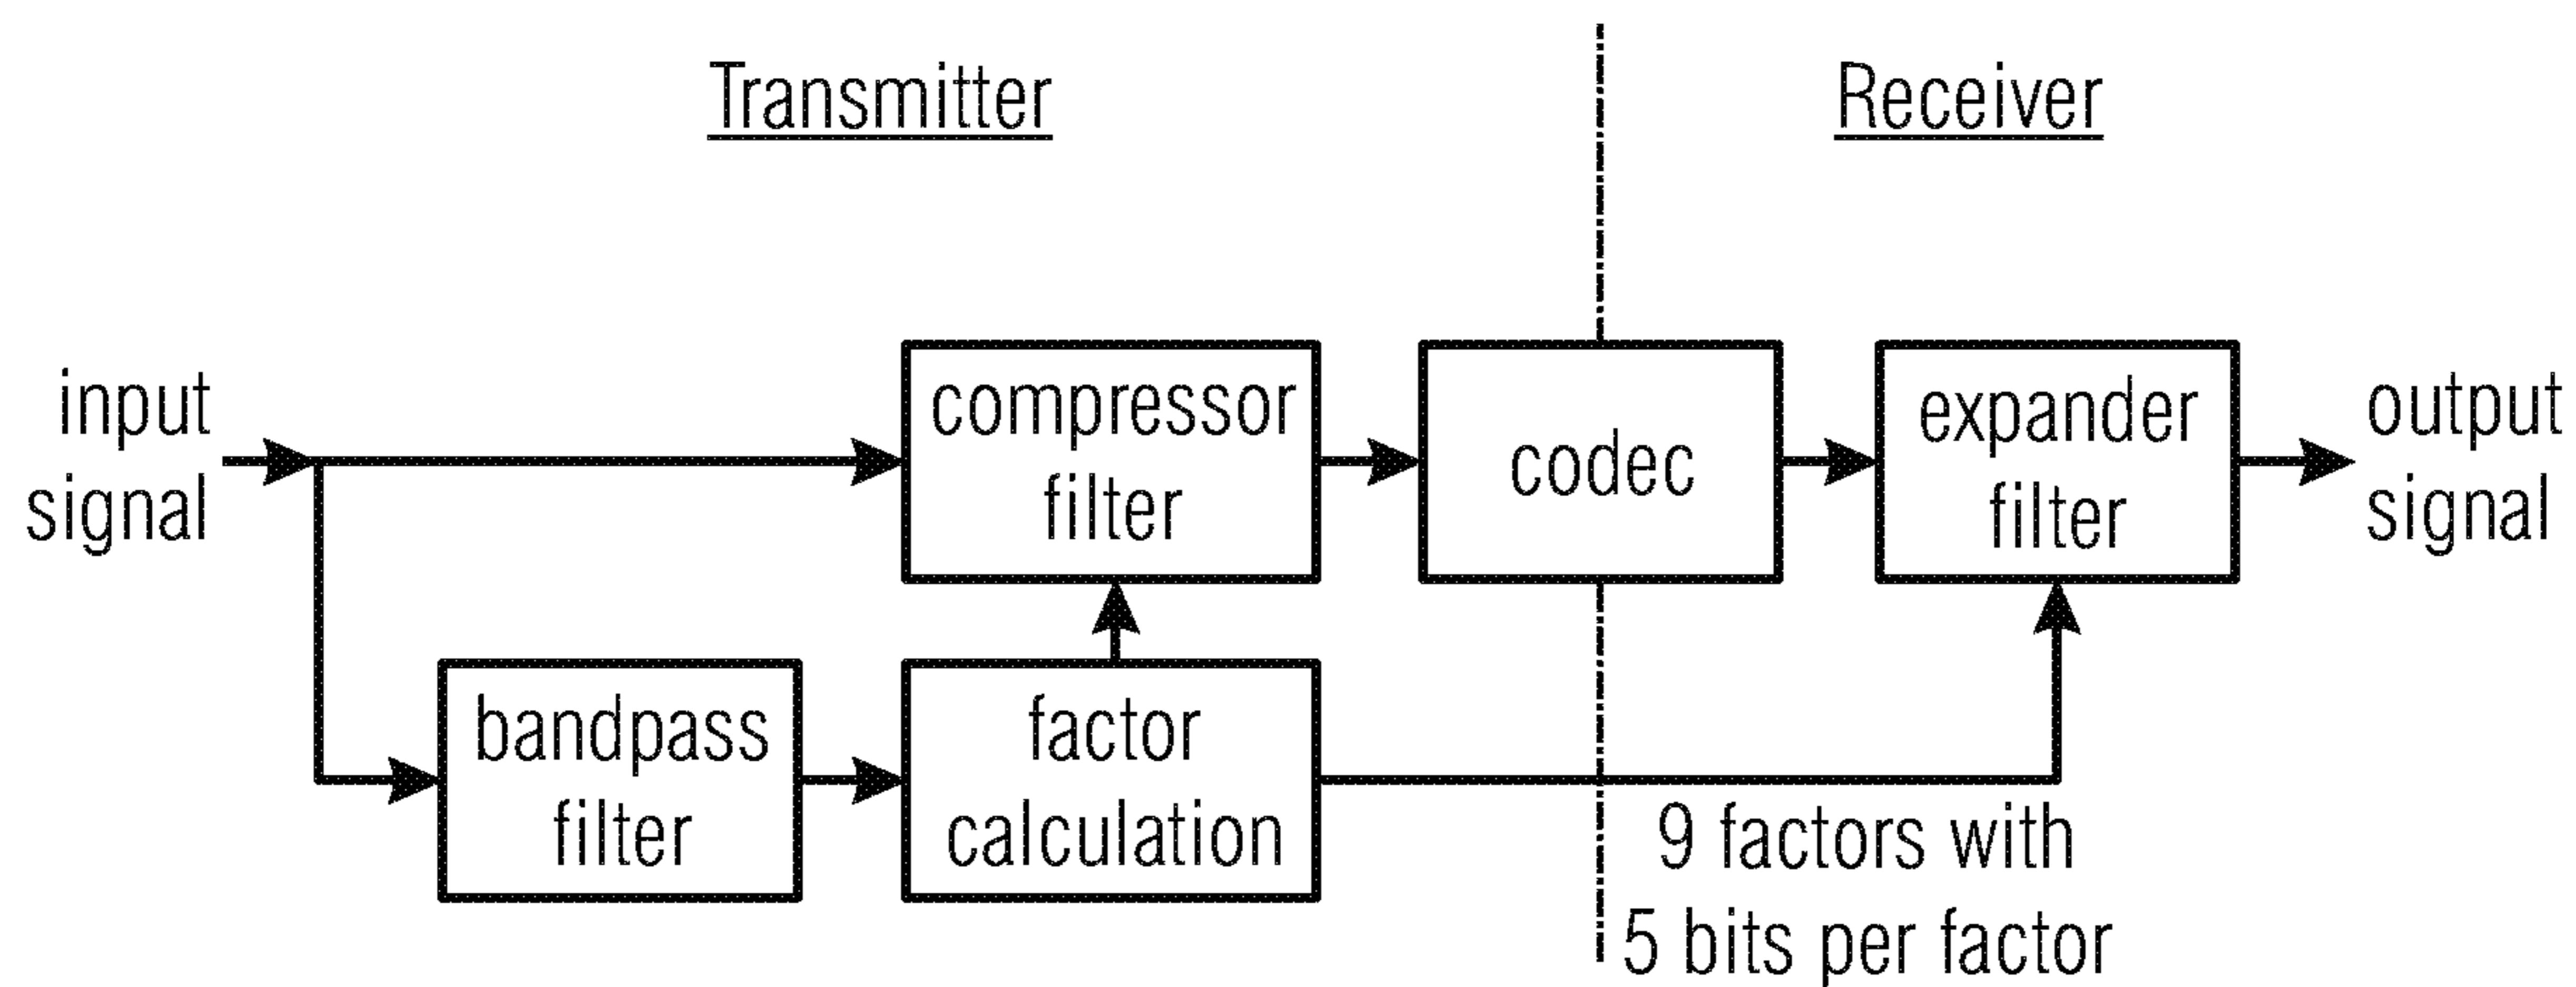 Transmitter
Receiver
input
signal
compressor
filter
codec
expander
filter
output
signal
bandpass
filter
factor
calculation
9 factors with
5 bits per factor